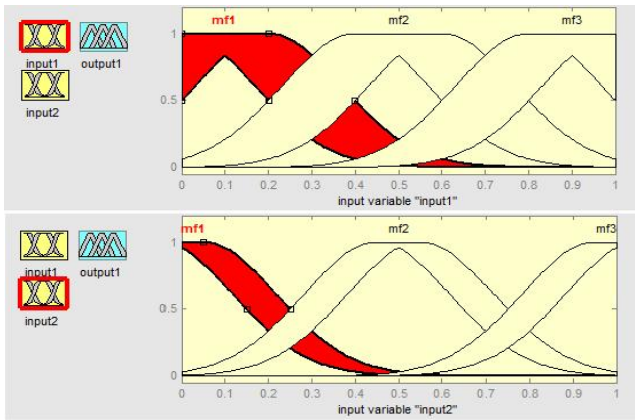 mf1 mf2 mf3
1
0.5
0
0 0.1 0.2 0.3 0.4 0.5 0.6 0.7 0.8 0.9 1
input variable "input1"
input1 output1
input2
mf1 mf2 mf3
1
0.5
0
0 0.1 0.2 0.3 0.4 0.5 0.6 0.7 0.8 0.9 1
input variable "input2"
input1 output1
input2